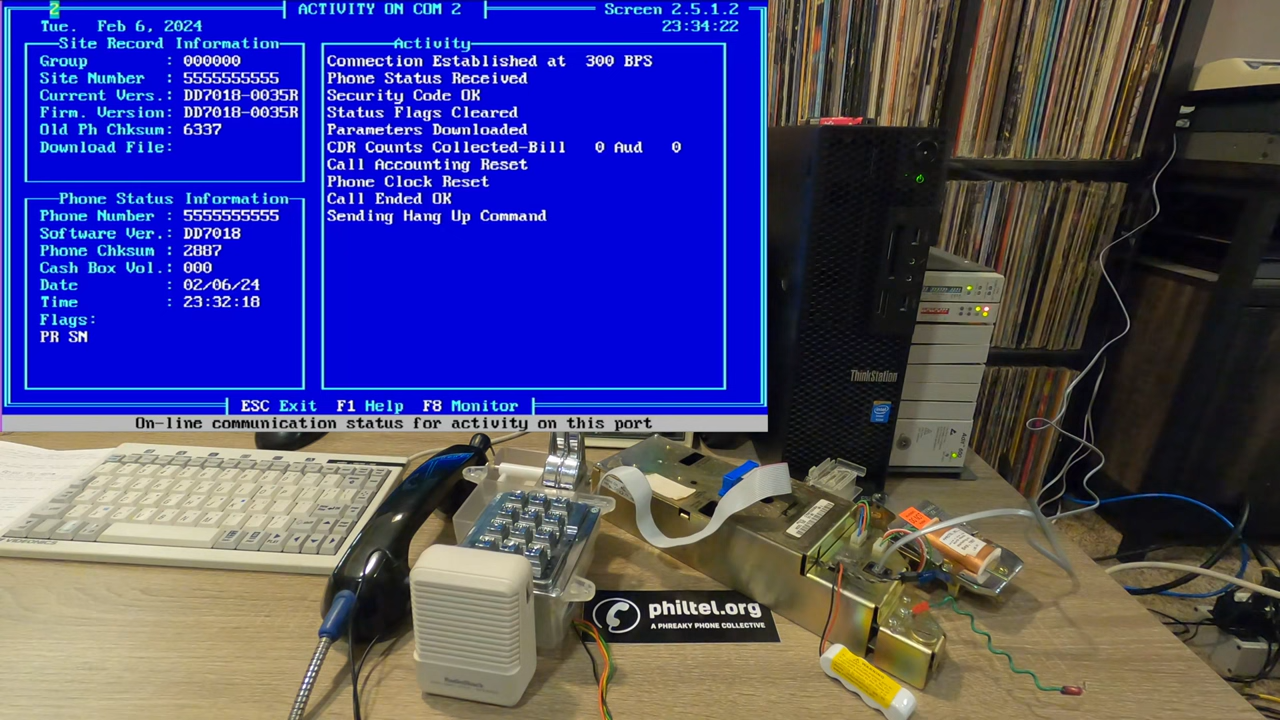 2
ACTIVITY ON COM 2
Screen 2.5.1.2
Tue. Feb 6, 2024
23:34:22
Site Record Information
Group : 000000
Site Number : 5555555555
Current Vers.: DD7018-0035R
Firm. Version: DD7018-0035R
Old Ph Chksum: 6337
Download File:
Phone Status Information
Phone Number : 5555555555
Software Ver.: DD7018
Phone Chksum : 2887
Cash Box Vol.: 000
Date : 02/06/24
Time : 23:32:18
Flags:
PR SN
Activity
Connection Established at 300 BPS
Phone Status Received
Security Code OK
Status Flags Cleared
Parameters Downloaded
CDR Counts Collected-Bill 0 Aud 0
Call Accounting Reset
Phone Clock Reset
Call Ended OK
Sending Hang Up Command
ESC Exit F1 Help F8 Monitor
On-line communication status for activity on this port
ThinkStation
philtel.org
A PHREAKY PHONE COLLECTIVE
RadioShack